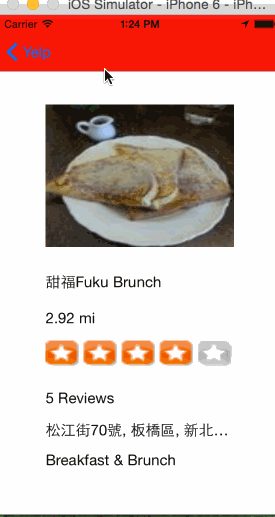 iOS Simulator - iPhone 6 - iPh...
Carrier 1:24 PM
Yelp
甜福Fuku Brunch
2.92 mi
5 Reviews
松江街70號, 板橋區, 新北...
Breakfast & Brunch